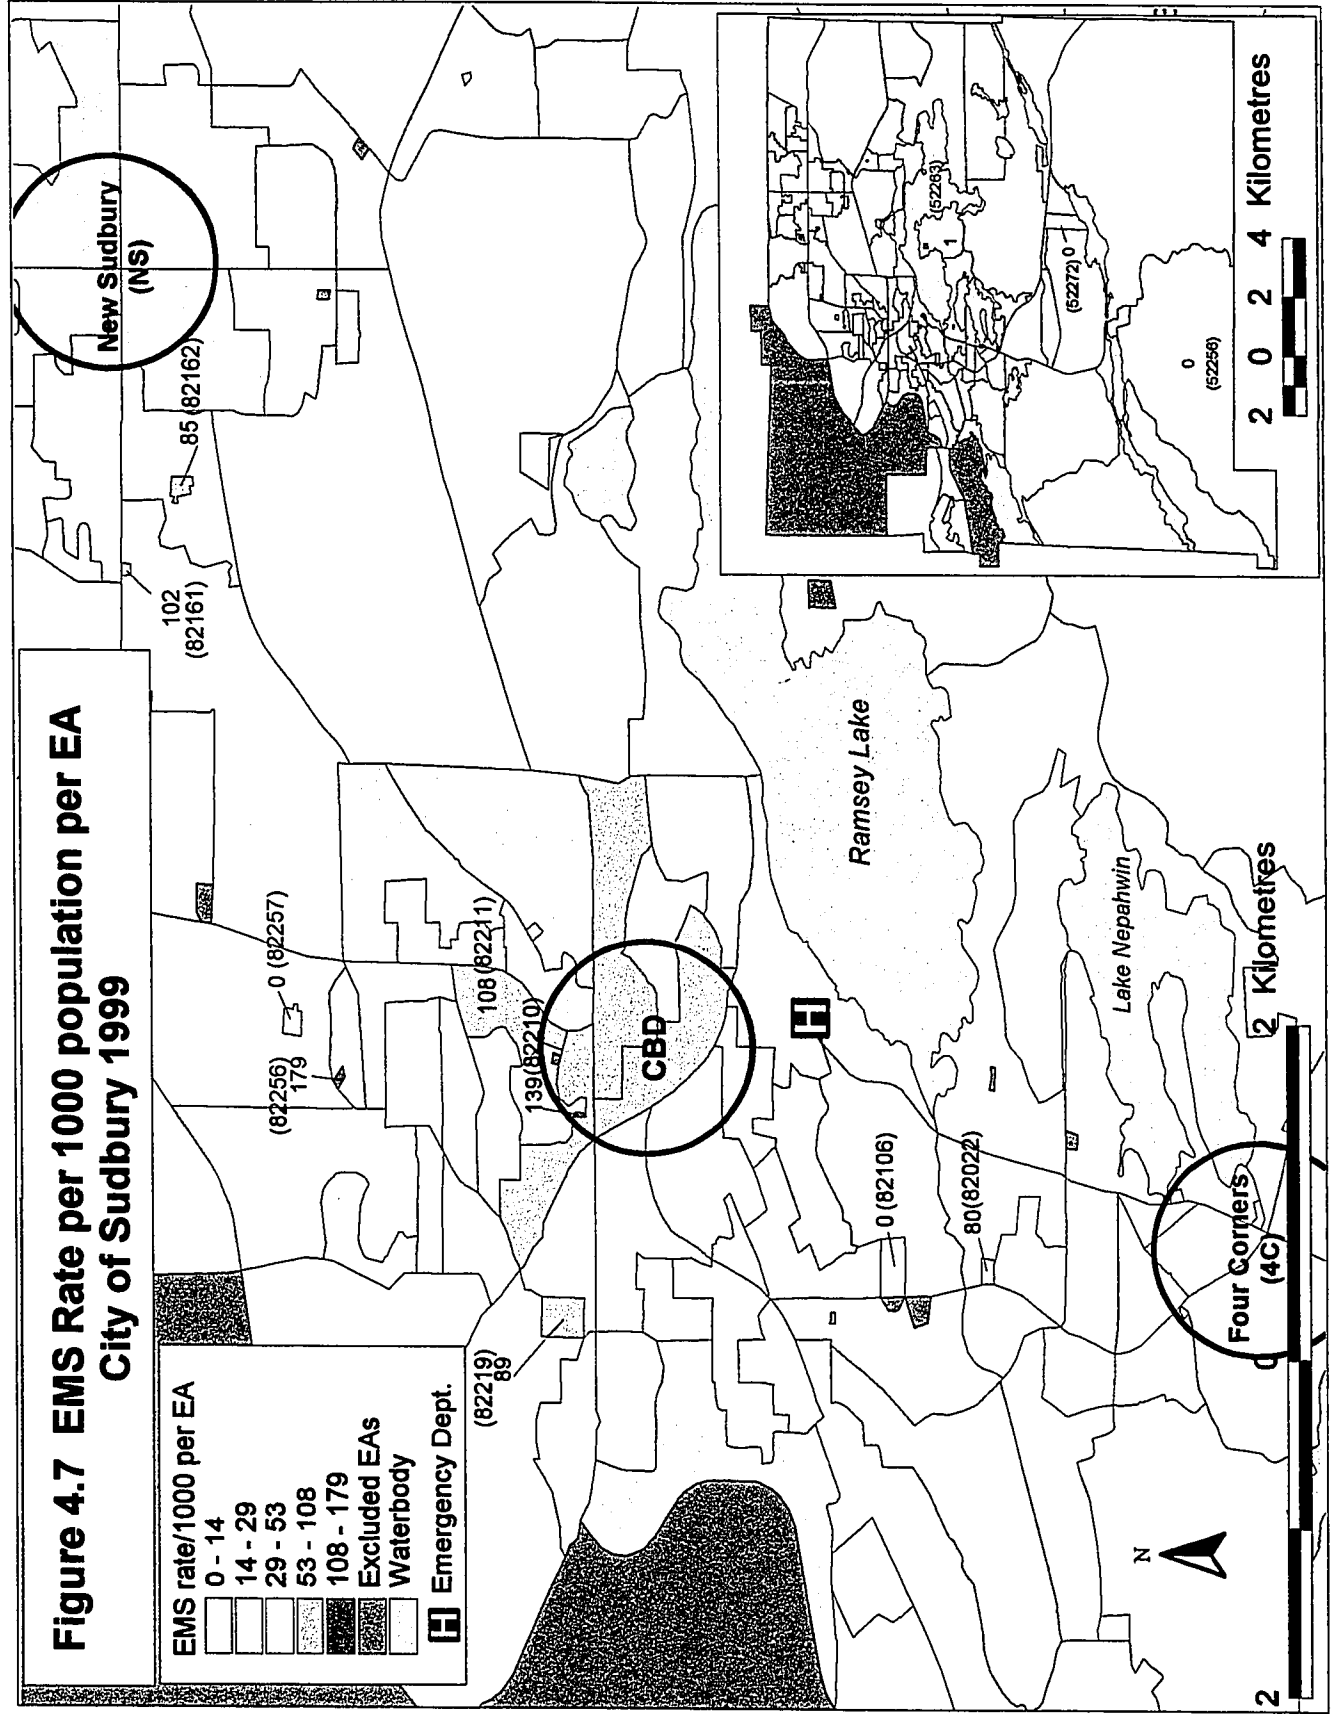 Figure 4.7 EMS Rate per 1000 population per EA
City of Sudbury 1999
EMS rate/1000 per EA
0 - 14
14 - 29
29 - 53
53 - 108
108 - 179
Excluded EAs
Waterbody
H Emergency Dept.
New Sudbury
(NS)
85 (82162)
102
(82161)
0 (82257)
(82256)
179
108 (82211)
139 (82210)
CBD
(82219)
89
H
Ramsey Lake
0 (82106)
80 (82022)
Lake Nepahwin
Four Corners
(4C)
N
2
0
2 Kilometres
(52263)
1
(52272) 0
0
(52256)
2 0 2 4 Kilometres